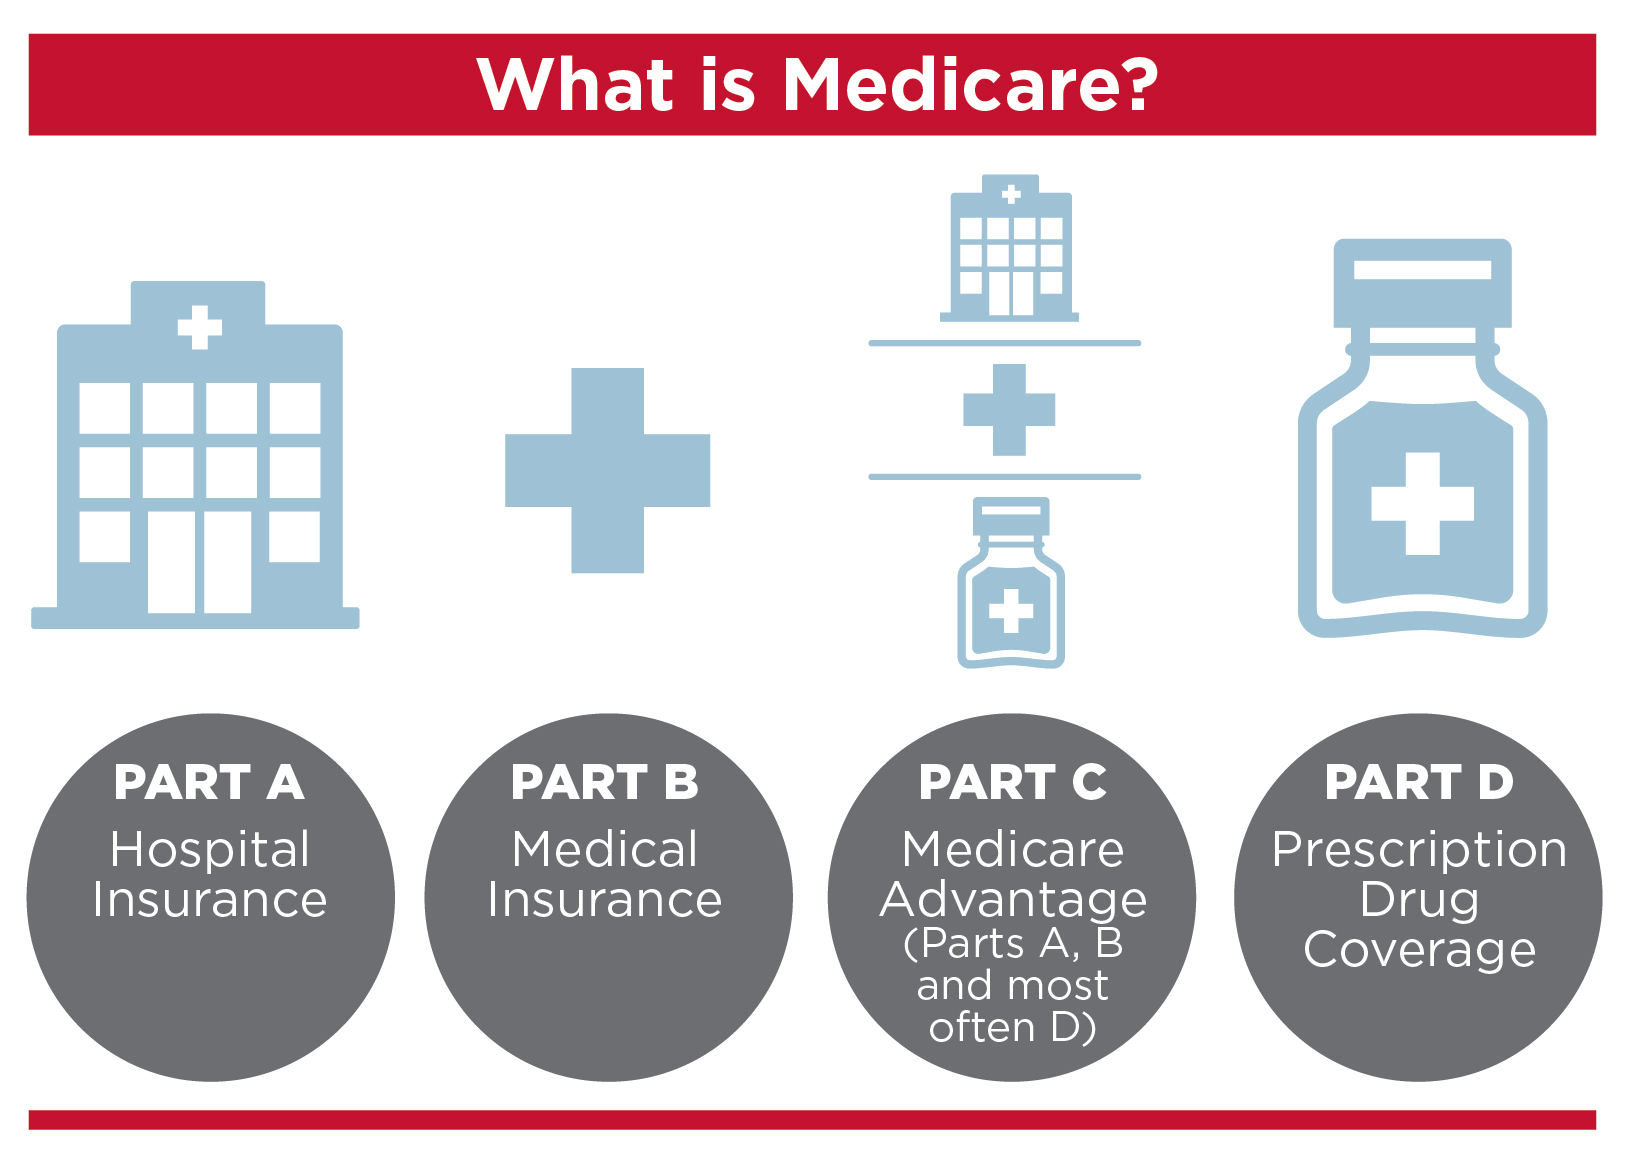 What is Medicare?
PART A
Hospital
Insurance
PART B
Medical
Insurance
PART C
Medicare
Advantage
(Parts A, B
and most
often D)
PART D
Prescription
Drug
Coverage